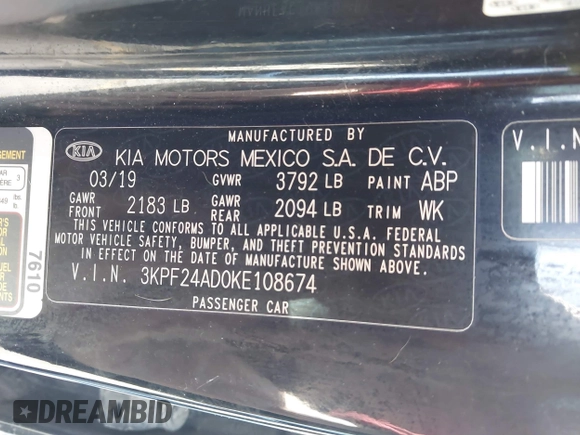 MANUFACTURED BY
KIA KIA MOTORS MEXICO S.A. DE C.V.
03/19 GVWR 3792 LB PAINT ABP
GAWR FRONT 2183 LB GAWR REAR 2094 LB TRIM WK
THIS VEHICLE CONFORMS TO ALL APPLICABLE U.S.A. FEDERAL
MOTOR VEHICLE SAFETY, BUMPER, AND THEFT PREVENTION STANDARDS
IN EFFECT ON THE DATE OF MANUFACTURE SHOWN ABOVE.
V.I.N. 3KPF24AD0KE108674
PASSENGER CAR
7610
V.I.N
DREAMBID